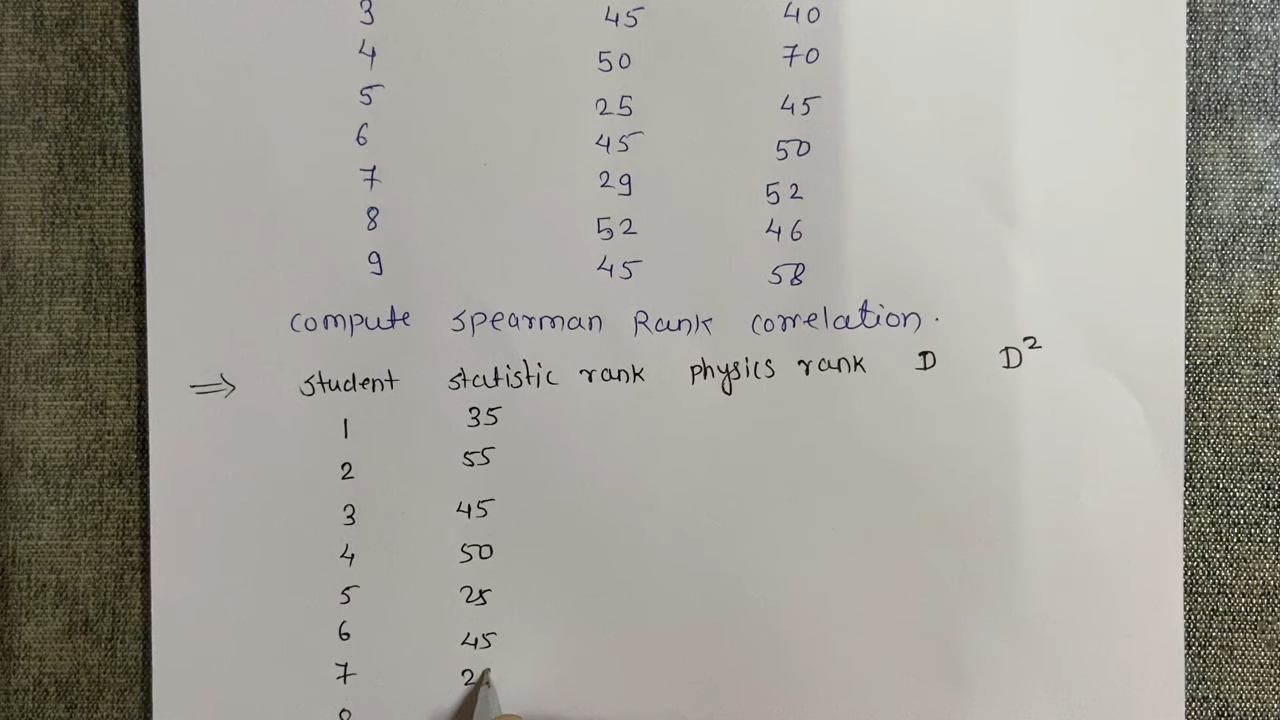 3 45 40
4 50 70
5 25 45
6 45 50
7 29 52
8 52 46
9 45 58
compute spearman Rank correlation.
=> student statistic rank physics rank D D²
1 35
2 55
3 45
4 50
5 25
6 45
7 2